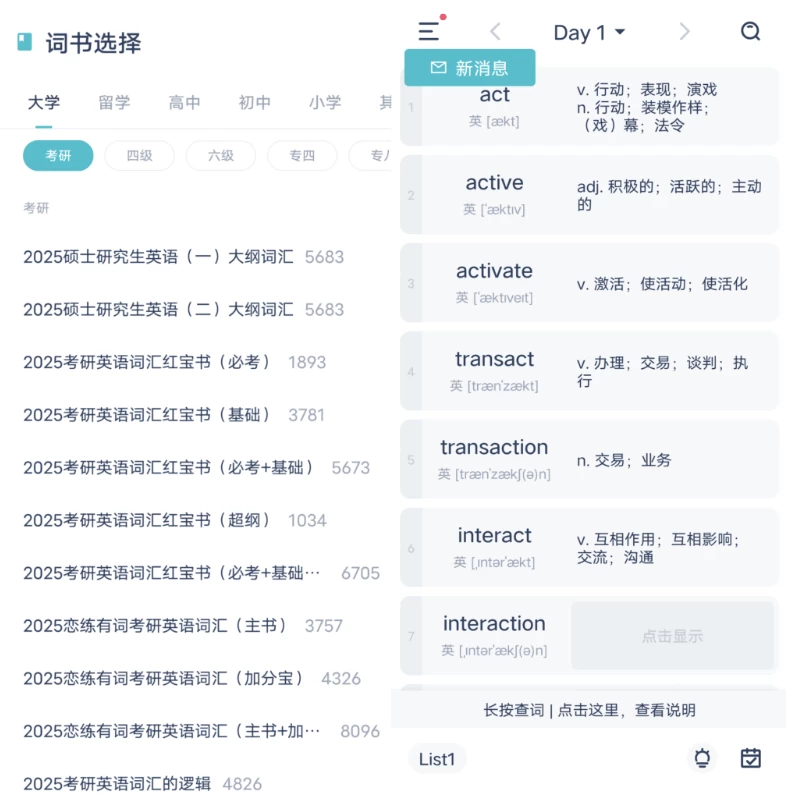 词书选择
大学 留学 高中 初中 小学
考研 四级 六级 专四 专八
考研
2025硕士研究生英语（一）大纲词汇 5683
2025硕士研究生英语（二）大纲词汇 5683
2025考研英语词汇红宝书（必考） 1893
2025考研英语词汇红宝书（基础） 3781
2025考研英语词汇红宝书（必考+基础） 5673
2025考研英语词汇红宝书（超纲） 1034
2025考研英语词汇红宝书（必考+基础… 6705
2025恋练有词考研英语词汇（主书） 3757
2025恋练有词考研英语词汇（加分宝） 4326
2025恋练有词考研英语词汇（主书+加… 8096
2025考研英语词汇的逻辑 4826
Day 1
新消息
1
act
英 [ækt]
v. 行动；表现；演戏
n. 行动；装模作样；
（戏）幕；法令
2
active
英 [ˈæktɪv]
adj. 积极的；活跃的；主动
的
3
activate
英 [ˈæktɪveɪt]
v. 激活；使活动；使活化
4
transact
英 [trænˈzækt]
v. 办理；交易；谈判；执
行
5
transaction
英 [trænˈzækʃ(ə)n]
n. 交易；业务
6
interact
英 [ˌɪntərˈækt]
v. 互相作用；互相影响；
交流；沟通
7
interaction
英 [ˌɪntərˈækʃ(ə)n]
点击显示
长按查词 | 点击这里，查看说明
List1